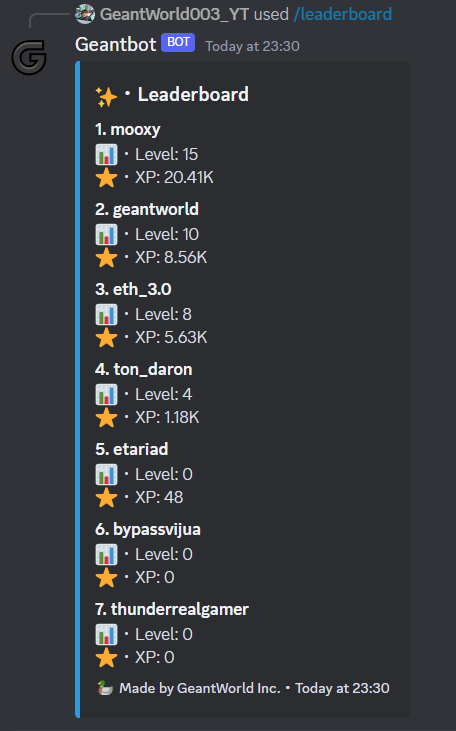 GeantWorld003_YT used /leaderboard
Geantbot BOT Today at 23:30
✨ • Leaderboard
1. mooxy
📊 • Level: 15
⭐ • XP: 20.41K
2. geantworld
📊 • Level: 10
⭐ • XP: 8.56K
3. eth_3.0
📊 • Level: 8
⭐ • XP: 5.63K
4. ton_daron
📊 • Level: 4
⭐ • XP: 1.18K
5. etariad
📊 • Level: 0
⭐ • XP: 48
6. bypassvijua
📊 • Level: 0
⭐ • XP: 0
7. thunderrealgamer
📊 • Level: 0
⭐ • XP: 0
🦆 Made by GeantWorld Inc. • Today at 23:30